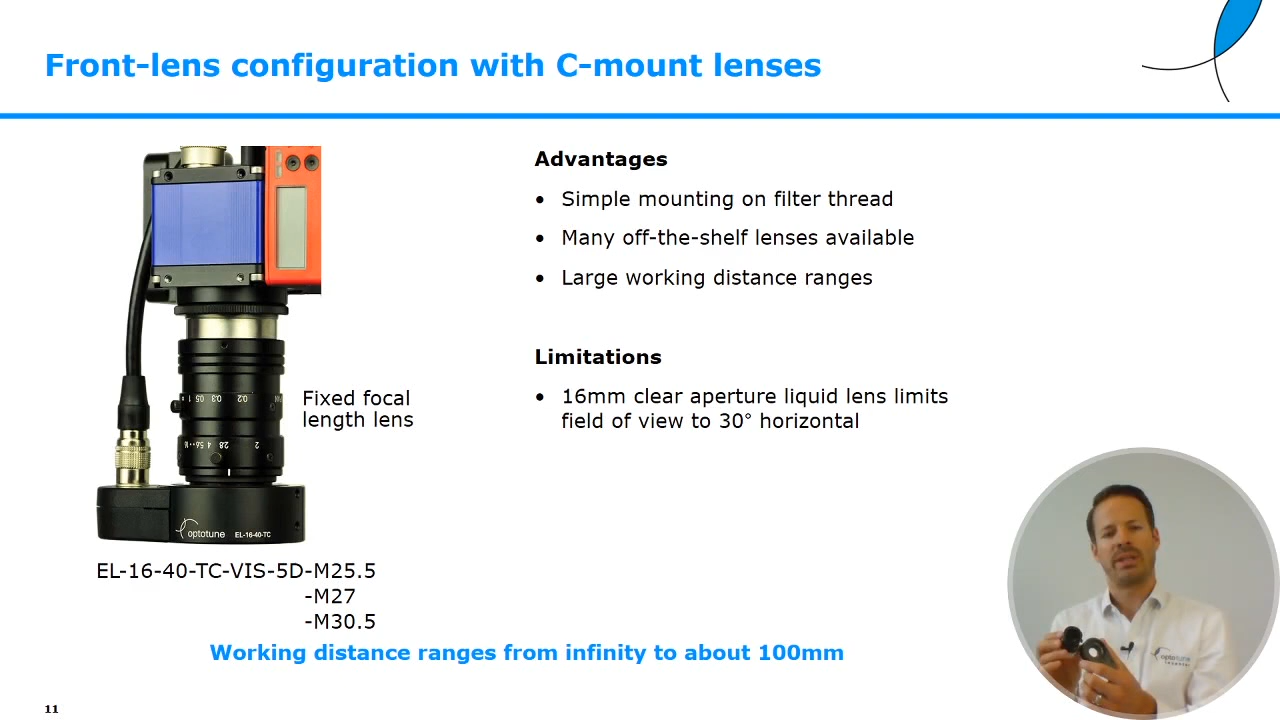 Front-lens configuration with C-mount lenses
Advantages
• Simple mounting on filter thread
• Many off-the-shelf lenses available
• Large working distance ranges
Limitations
• 16mm clear aperture liquid lens limits
field of view to 30° horizontal
Fixed focal
length lens
optotune EL-16-40-TC
EL-16-40-TC-VIS-5D-M25.5
-M27
-M30.5
Working distance ranges from infinity to about 100mm
optotune
11